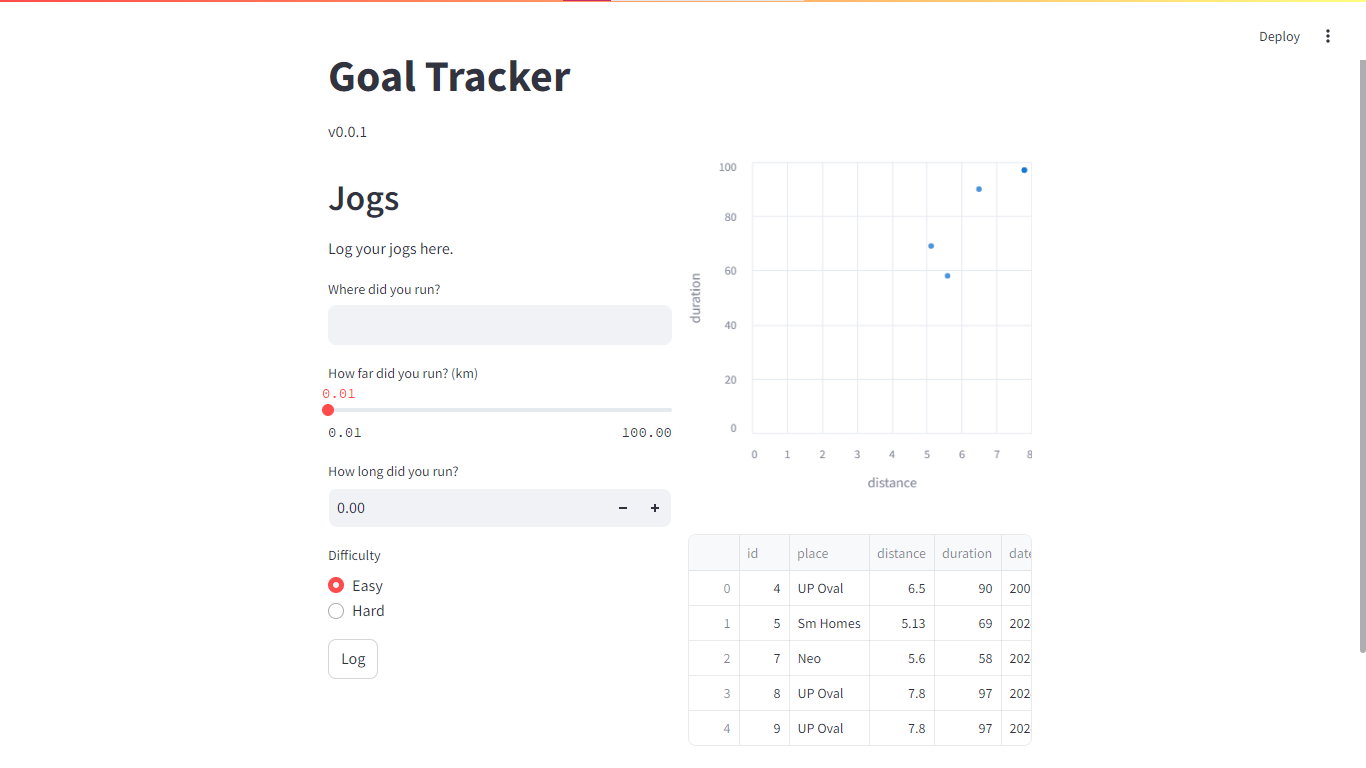 Deploy
Goal Tracker
v0.0.1
Jogs
Log your jogs here.
Where did you run?
How far did you run? (km)
0.01
0.01 100.00
How long did you run?
0.00
Difficulty
Easy
Hard
Log
100
80
60
40
20
0
duration
0 1 2 3 4 5 6 7 8
distance
id place distance duration date
0 4 UP Oval 6.5 90 200
1 5 Sm Homes 5.13 69 202
2 7 Neo 5.6 58 202
3 8 UP Oval 7.8 97 202
4 9 UP Oval 7.8 97 202